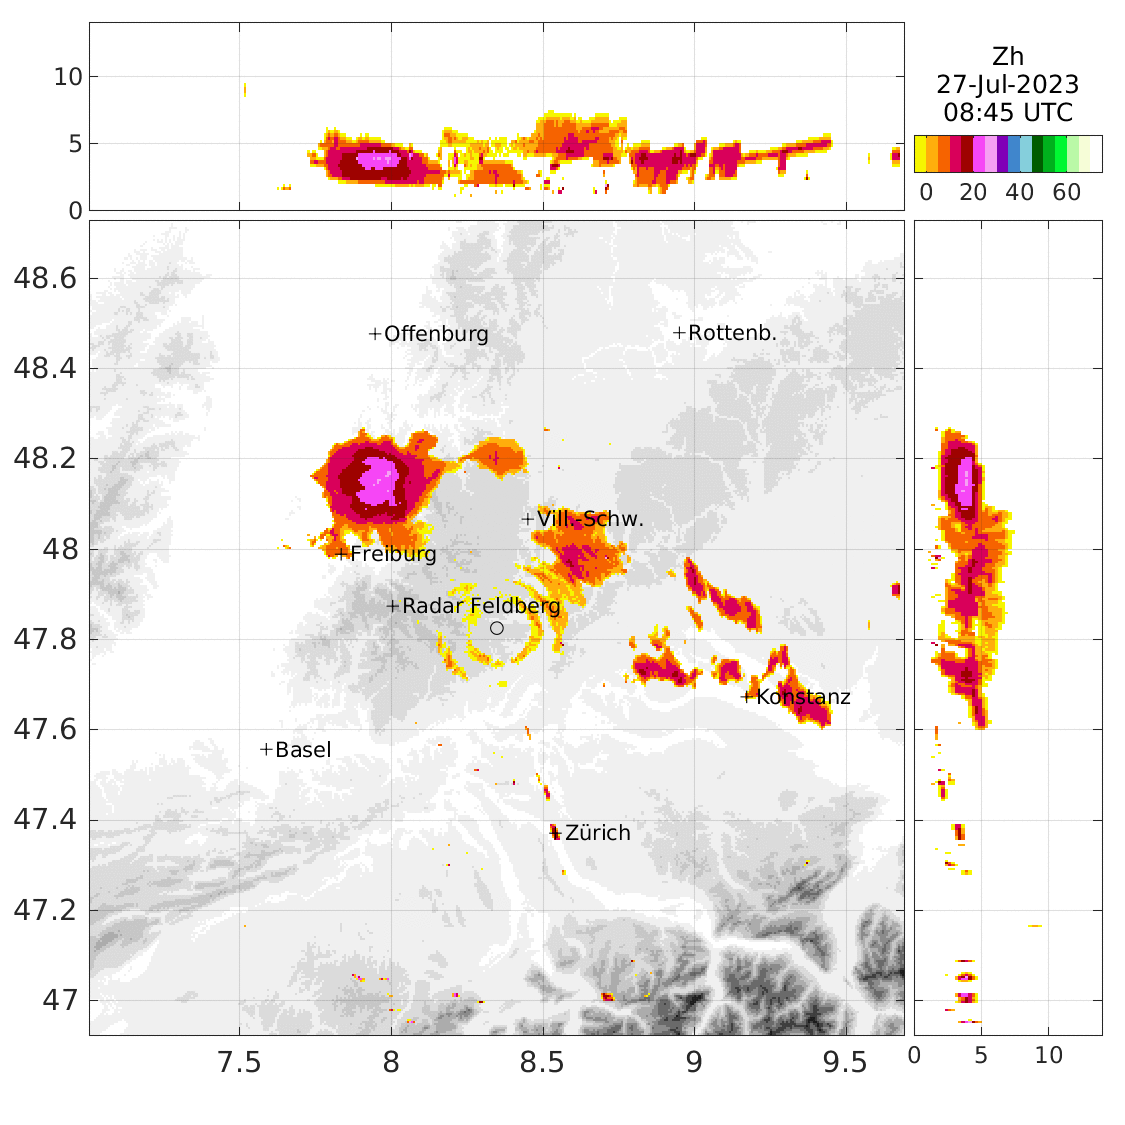 10
5
0
Zh
27-Jul-2023
08:45 UTC
0 20 40 60
48.6
48.4
48.2
48
47.8
47.6
47.4
47.2
47
+Offenburg
+Rottenb.
+Vill.-Schw.
+Freiburg
+Radar Feldberg
+Konstanz
+Basel
+Zürich
7.5 8 8.5 9 9.5
0 5 10